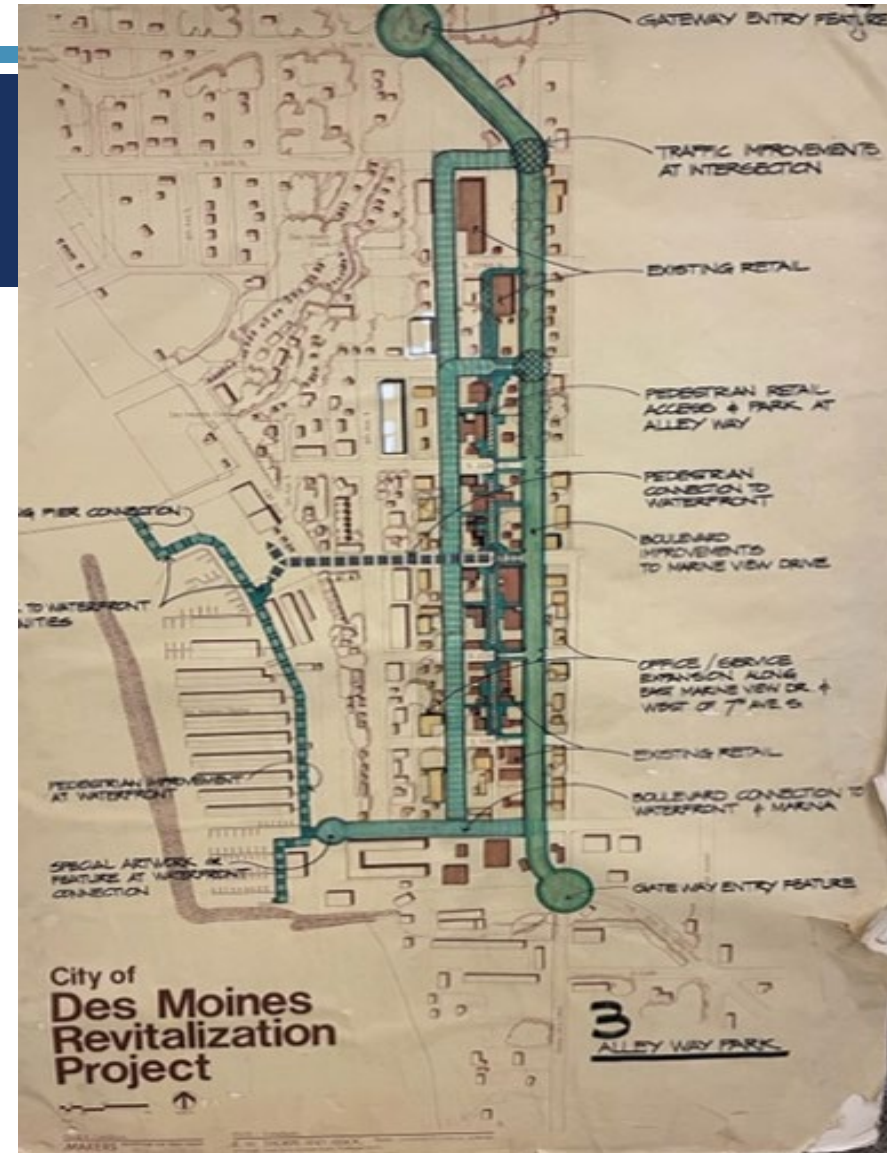 GATEWAY ENTRY FEATURE
TRAFFIC IMPROVEMENTS
AT INTERSECTION
EXISTING RETAIL
PEDESTRIAN RETAIL
ACCESS & PARK AT
ALLEY WAY
PEDESTRIAN
CONNECTION TO
WATERFRONT
PIER CONNECTION
BOULEVARD
IMPROVEMENTS
TO MARINE VIEW DRIVE
TO WATERFRONT
OFFICE / SERVICE
EXPANSION ALONG
EAST MARINE VIEW DR. &
WEST OF 7TH AVE S.
EXISTING RETAIL
PEDESTRIAN IMPROVEMENT
AT WATERFRONT
BOULEVARD CONNECTION TO
WATERFRONT & MARINA
SPECIAL ARTWORK OR
FEATURE AT WATERFRONT
CONNECTION
GATEWAY ENTRY FEATURE
City of
Des Moines
Revitalization
Project
3
ALLEY WAY PARK
MAKERS